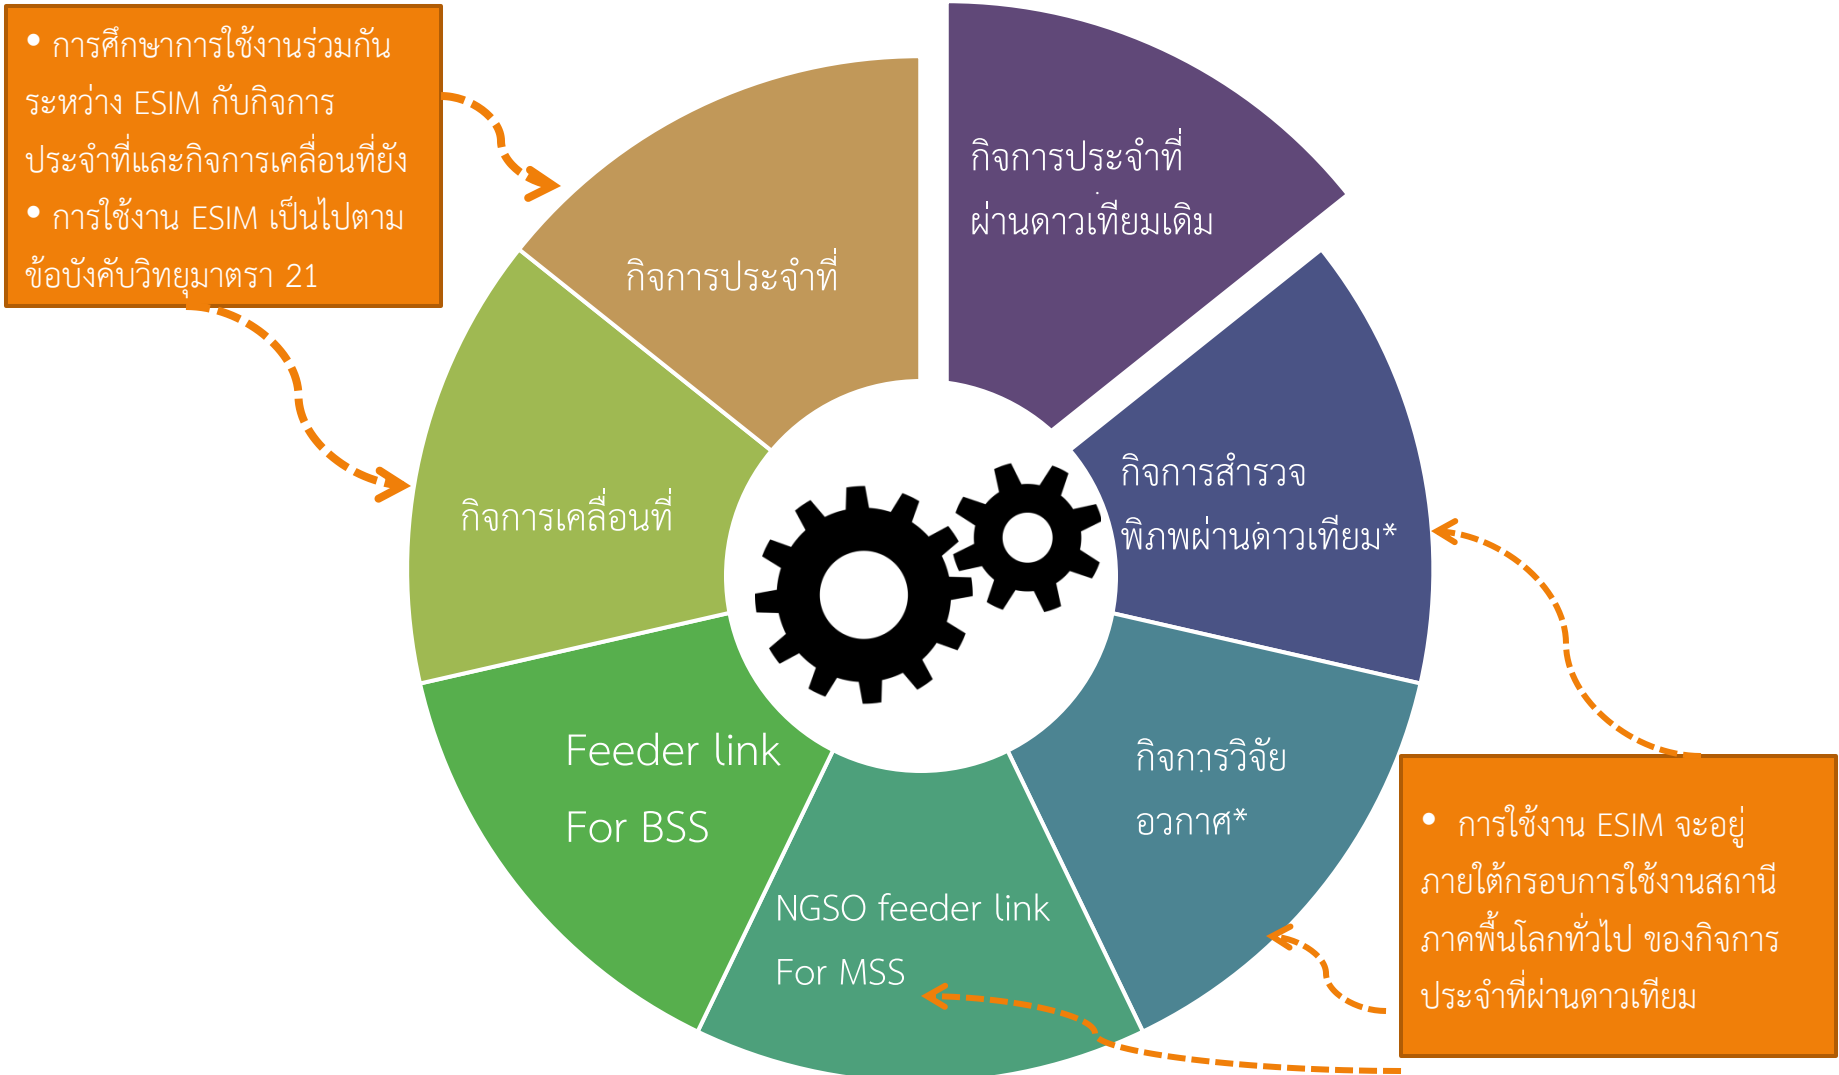 • การศึกษาการใช้งานร่วมกัน
ระหว่าง ESIM กับกิจการ
ประจำที่และกิจการเคลื่อนที่ยัง
• การใช้งาน ESIM เป็นไปตาม
ข้อบังคับวิทยุมาตรา 21
กิจการประจำที่
ผ่านดาวเทียมเดิม
กิจการประจำที่
กิจการสำรวจ
พิภพผ่านดาวเทียม*
กิจการเคลื่อนที่
Feeder link
For BSS
กิจการวิจัย
อวกาศ*
NGSO feeder link
For MSS
• การใช้งาน ESIM จะอยู่
ภายใต้กรอบการใช้งานสถานี
ภาคพื้นโลกทั่วไป ของกิจการ
ประจำที่ผ่านดาวเทียม